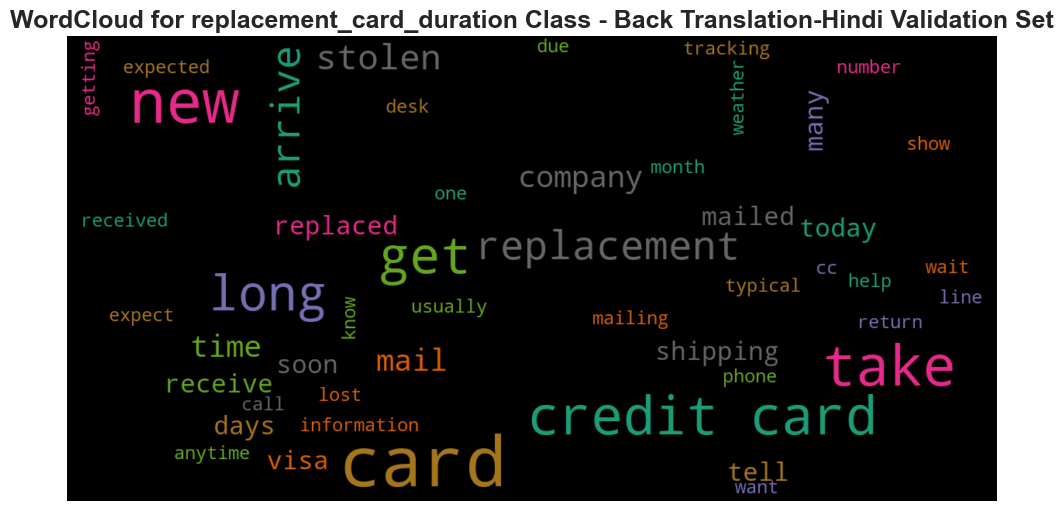 WordCloud for replacement_card_duration Class - Back Translation-Hindi Validation Set
getting
expected
new
arrive
stolen
desk
due
tracking
weather
number
many
show
company
month
one
received
replaced
get
replacement
mailed
today
long
usually
know
expect
typical
cc
help
wait
line
mailing
return
time
soon
mail
shipping
phone
take
receive
call
lost
days
information
credit card
anytime
visa
card
tell
want